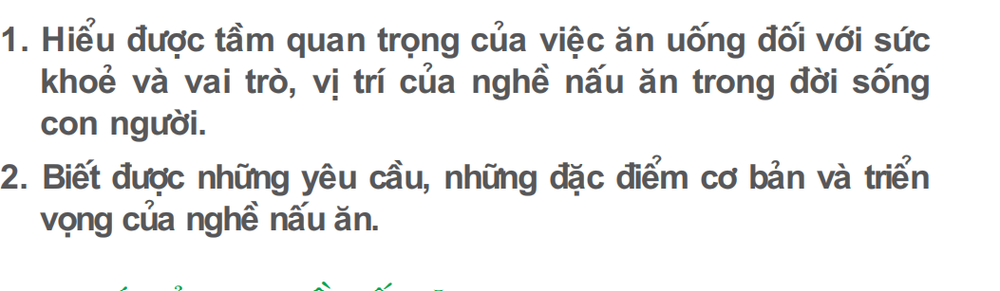 1. Hiểu được tầm quan trọng của việc ăn uống đối với sức
khoẻ và vai trò, vị trí của nghề nấu ăn trong đời sống
con người.
2. Biết được những yêu cầu, những đặc điểm cơ bản và triển
vọng của nghề nấu ăn.